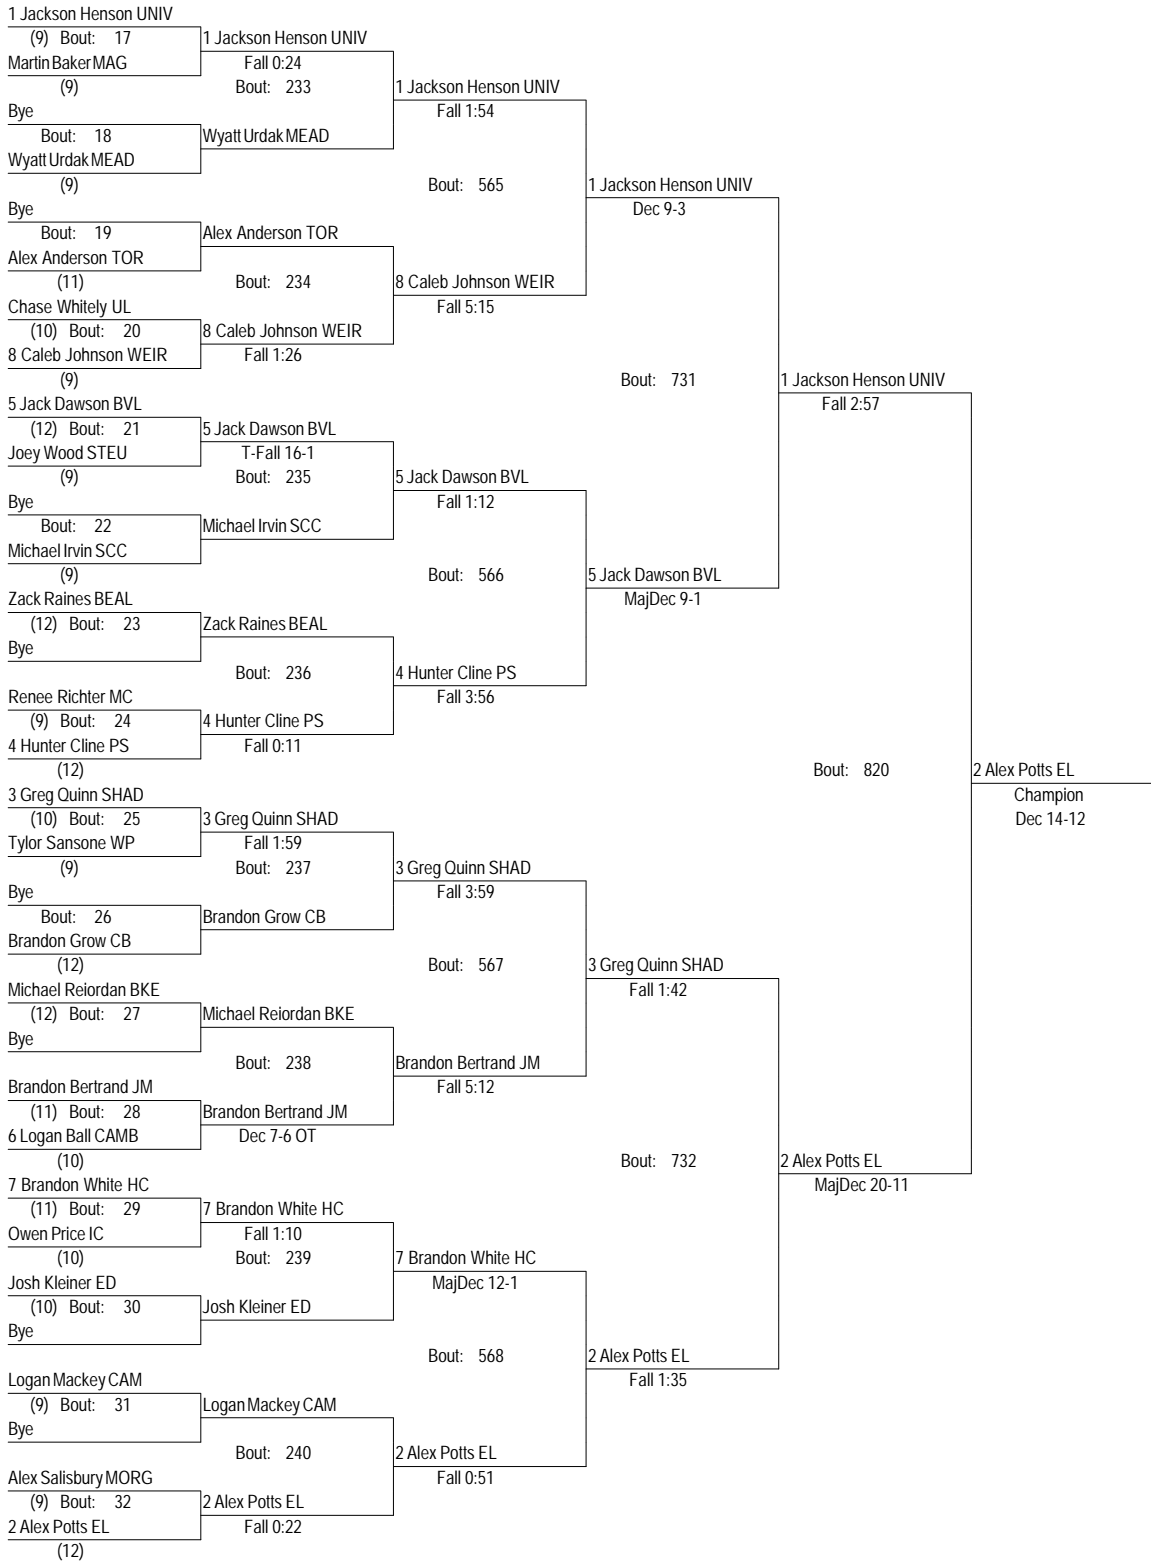 1 Jackson Henson UNIV
(9) Bout: 17
1 Jackson Henson UNIV
Martin Baker MAG
Fall 0:24
(9)
Bout: 233
1 Jackson Henson UNIV
Bye
Fall 1:54
Bout: 18
Wyatt Urdak MEAD
Wyatt Urdak MEAD
(9)
Bout: 565
1 Jackson Henson UNIV
Bye
Dec 9-3
Bout: 19
Alex Anderson TOR
Alex Anderson TOR
(11)
Bout: 234
8 Caleb Johnson WEIR
Chase Whitely UL
Fall 5:15
(10) Bout: 20
8 Caleb Johnson WEIR
8 Caleb Johnson WEIR
Fall 1:26
(9)
Bout: 731
1 Jackson Henson UNIV
5 Jack Dawson BVL
Fall 2:57
(12) Bout: 21
5 Jack Dawson BVL
Joey Wood STEU
T-Fall 16-1
(9)
Bout: 235
5 Jack Dawson BVL
Bye
Fall 1:12
Bout: 22
Michael Irvin SCC
Michael Irvin SCC
(9)
Bout: 566
5 Jack Dawson BVL
Zack Raines BEAL
MajDec 9-1
(12) Bout: 23
Zack Raines BEAL
Bye
Bout: 236
4 Hunter Cline PS
Renee Richter MC
Fall 3:56
(9) Bout: 24
4 Hunter Cline PS
4 Hunter Cline PS
Fall 0:11
(12)
Bout: 820
2 Alex Potts EL
3 Greg Quinn SHAD
Champion
(10) Bout: 25
3 Greg Quinn SHAD
Dec 14-12
Tylor Sansone WP
Fall 1:59
(9)
Bout: 237
3 Greg Quinn SHAD
Bye
Fall 3:59
Bout: 26
Brandon Grow CB
Brandon Grow CB
(12)
Bout: 567
3 Greg Quinn SHAD
Michael Reiordan BKE
Fall 1:42
(12) Bout: 27
Michael Reiordan BKE
Bye
Bout: 238
Brandon Bertrand JM
Brandon Bertrand JM
Fall 5:12
(11) Bout: 28
Brandon Bertrand JM
6 Logan Ball CAMB
Dec 7-6 OT
(10)
Bout: 732
2 Alex Potts EL
7 Brandon White HC
MajDec 20-11
(11) Bout: 29
7 Brandon White HC
Owen Price IC
Fall 1:10
(10)
Bout: 239
7 Brandon White HC
Josh Kleiner ED
MajDec 12-1
(10) Bout: 30
Josh Kleiner ED
Bye
Bout: 568
2 Alex Potts EL
Logan Mackey CAM
Fall 1:35
(9) Bout: 31
Logan Mackey CAM
Bye
Bout: 240
2 Alex Potts EL
Alex Salisbury MORG
Fall 0:51
(9) Bout: 32
2 Alex Potts EL
2 Alex Potts EL
Fall 0:22
(12)